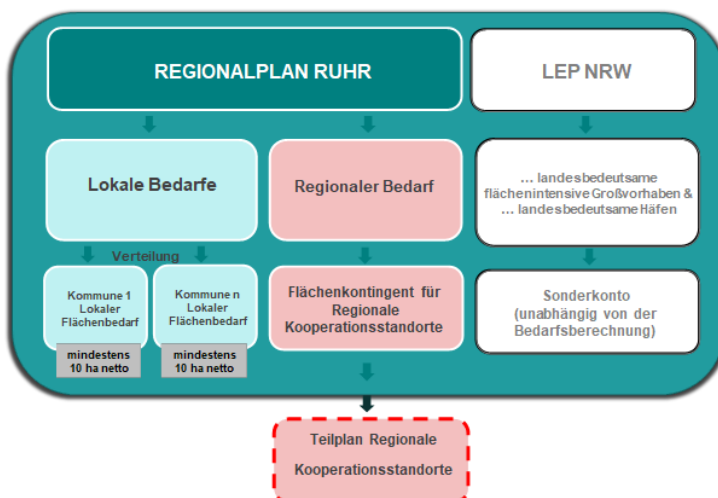 REGIONALPLAN RUHR
LEP NRW
Lokale Bedarfe
Regionaler Bedarf
... landesbedeutsame
flächenintensive Großvorhaben &
... landesbedeutsame Häfen
Verteilung
Kommune 1
Lokaler
Flächenbedarf
Kommune n
Lokaler
Flächenbedarf
Flächenkontingent für
Regionale
Kooperationsstandorte
Sonderkonto
(unabhängig von der
Bedarfsberechnung)
mindestens
10 ha netto
mindestens
10 ha netto
Teilplan Regionale
Kooperationsstandorte